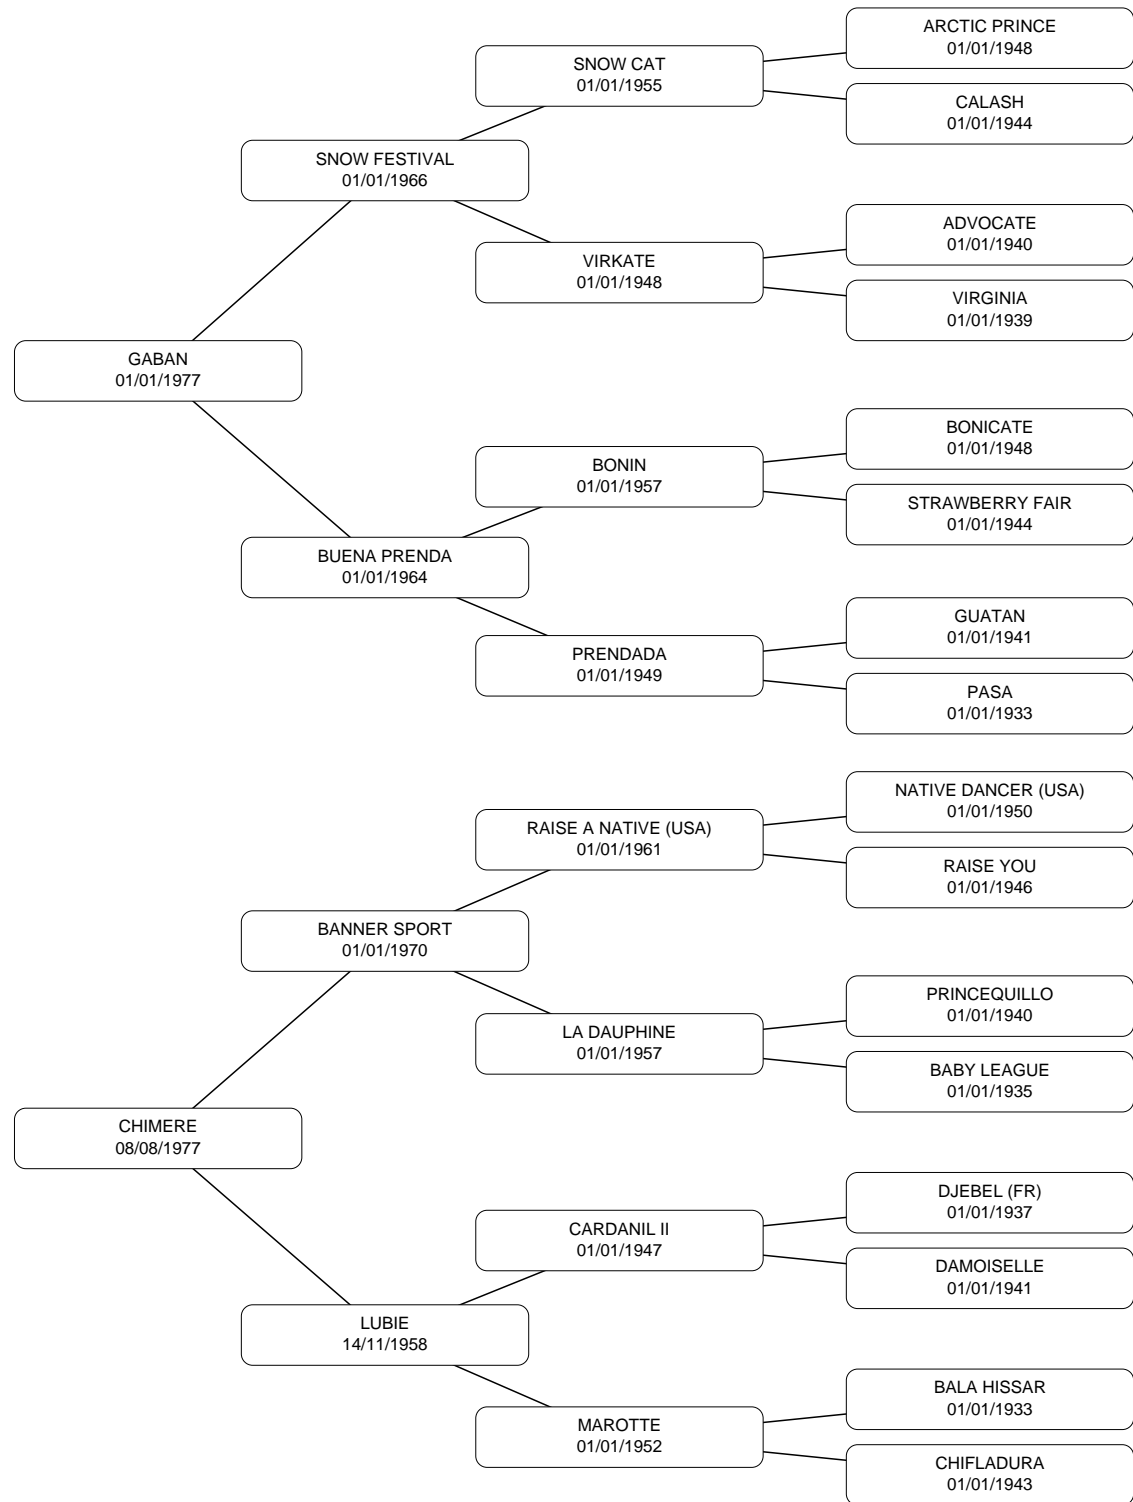 ARCTIC PRINCE
01/01/1948
SNOW CAT
01/01/1955
CALASH
01/01/1944
SNOW FESTIVAL
01/01/1966
ADVOCATE
01/01/1940
VIRKATE
01/01/1948
VIRGINIA
01/01/1939
GABAN
01/01/1977
BONICATE
01/01/1948
BONIN
01/01/1957
STRAWBERRY FAIR
01/01/1944
BUENA PRENDA
01/01/1964
GUATAN
01/01/1941
PRENDADA
01/01/1949
PASA
01/01/1933
NATIVE DANCER (USA)
01/01/1950
RAISE A NATIVE (USA)
01/01/1961
RAISE YOU
01/01/1946
BANNER SPORT
01/01/1970
PRINCEQUILLO
01/01/1940
LA DAUPHINE
01/01/1957
BABY LEAGUE
01/01/1935
CHIMERE
08/08/1977
DJEBEL (FR)
01/01/1937
CARDANIL II
01/01/1947
DAMOISELLE
01/01/1941
LUBIE
14/11/1958
BALA HISSAR
01/01/1933
MAROTTE
01/01/1952
CHIFLADURA
01/01/1943